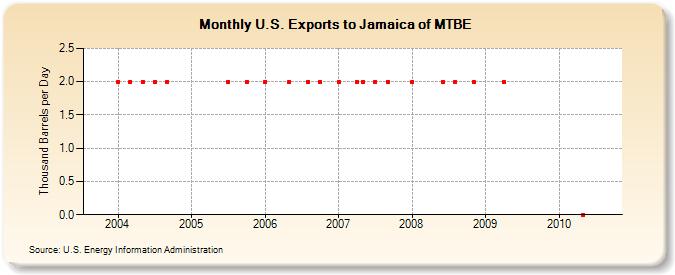 Monthly U.S. Exports to Jamaica of MTBE
Thousand Barrels per Day
2.5
2.0
1.5
1.0
0.5
0.0
2004 2005 2006 2007 2008 2009 2010
Source: U.S. Energy Information Administration